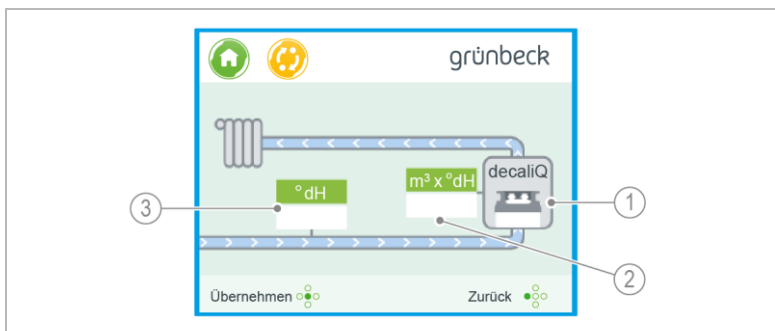 grünbeck
decaliQ
m³ x °dH
°dH
1
3
2
Übernehmen
Zurück